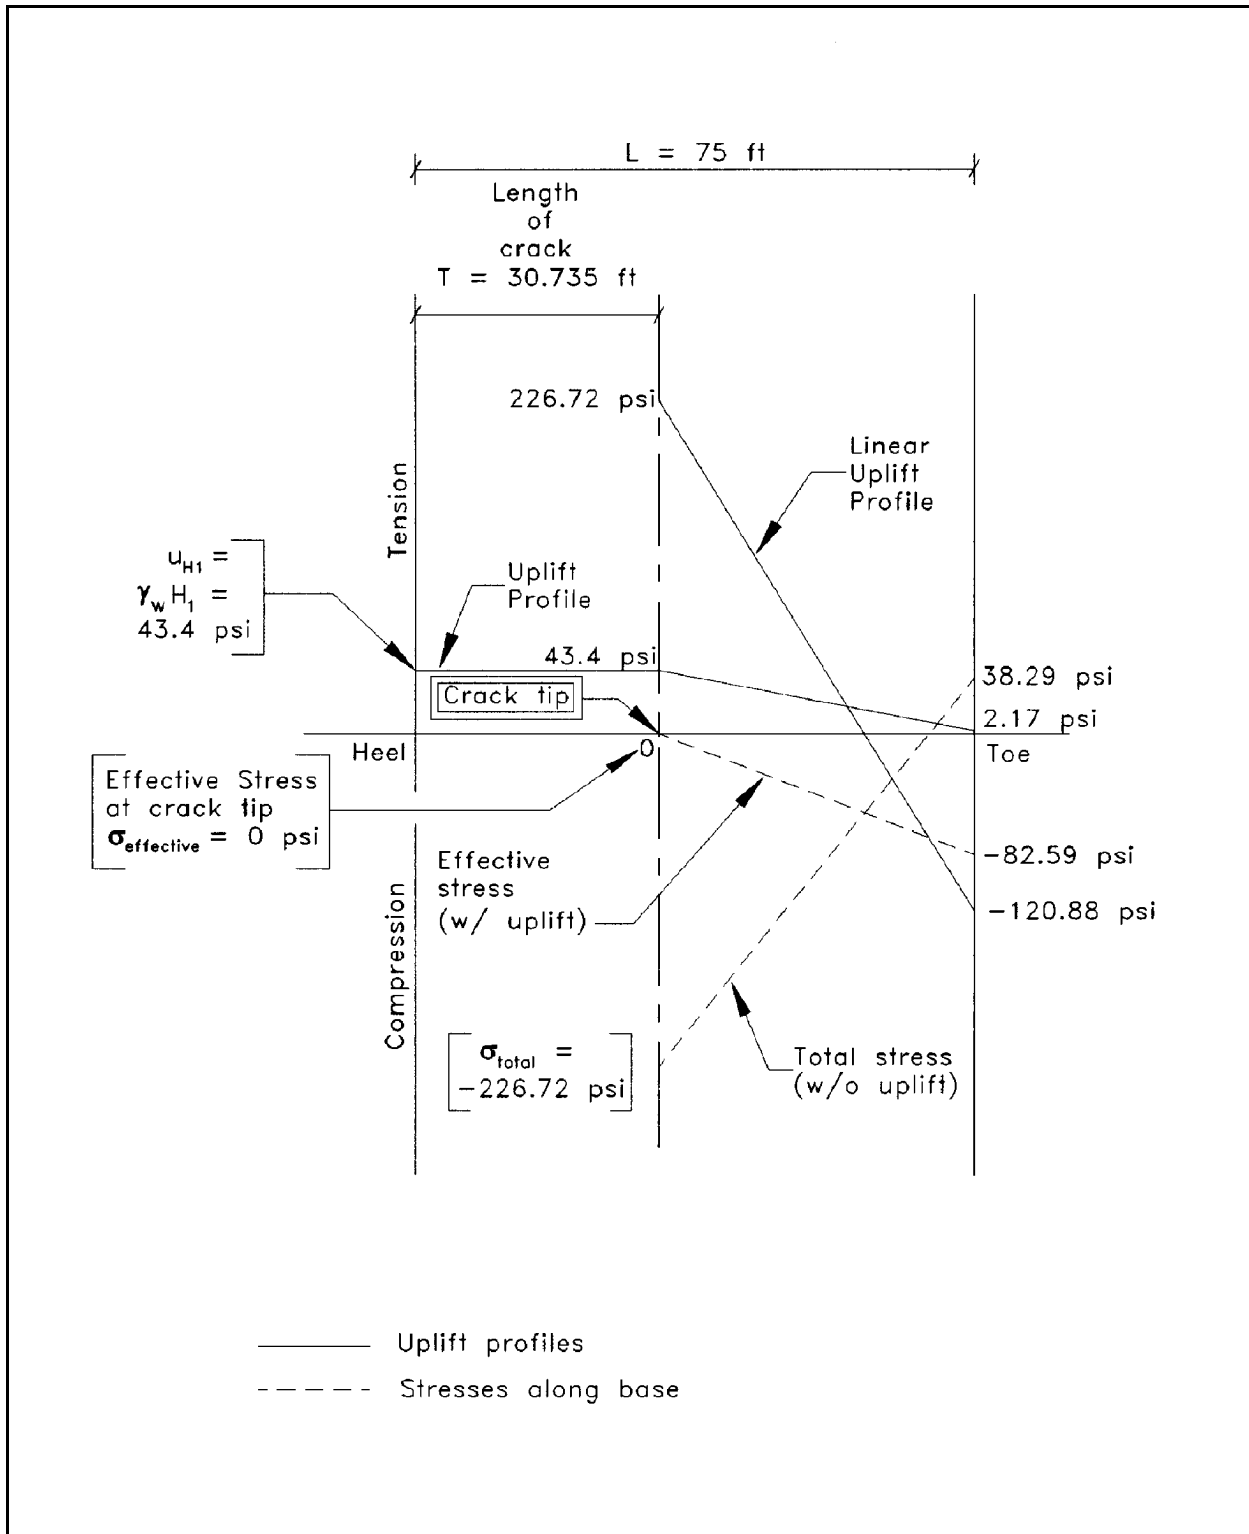 L = 75 ft
Length
of
crack
T = 30.735 ft
226.72 psi
Linear
Uplift
Profile
Tension
u_H1 =
γ_w H_1 =
43.4 psi
Uplift
Profile
43.4 psi
38.29 psi
Crack tip
2.17 psi
Heel
0
Toe
Effective Stress
at crack tip
σ_effective = 0 psi
Effective
stress
(w/ uplift)
-82.59 psi
-120.88 psi
Compression
σ_total =
-226.72 psi
Total stress
(w/o uplift)
Uplift profiles
Stresses along base